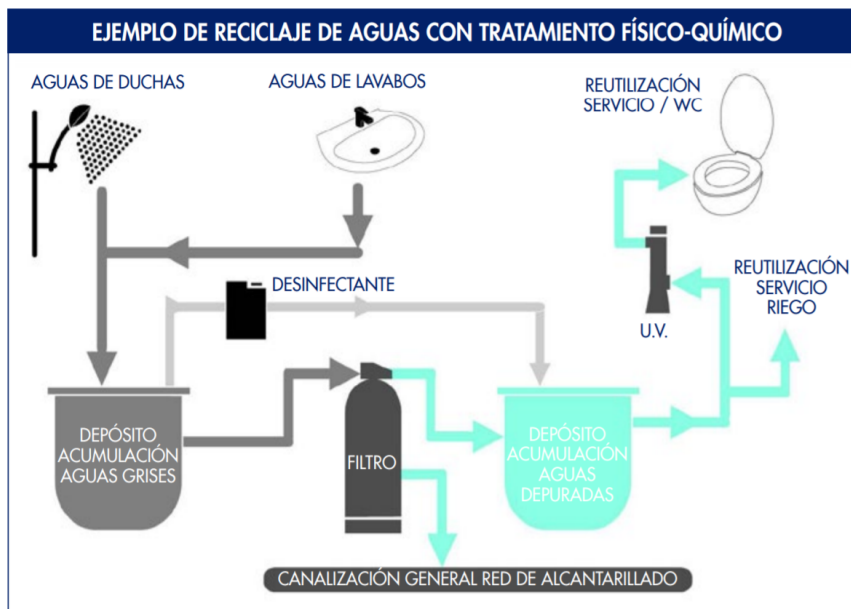 EJEMPLO DE RECICLAJE DE AGUAS CON TRATAMIENTO FÍSICO-QUÍMICO
AGUAS DE DUCHAS
AGUAS DE LAVABOS
REUTILIZACIÓN
SERVICIO / WC
DESINFECTANTE
REUTILIZACIÓN
SERVICIO
RIEGO
U.V.
DEPÓSITO
ACUMULACIÓN
AGUAS GRISES
FILTRO
DEPÓSITO
ACUMULACIÓN
AGUAS
DEPURADAS
CANALIZACIÓN GENERAL RED DE ALCANTARILLADO